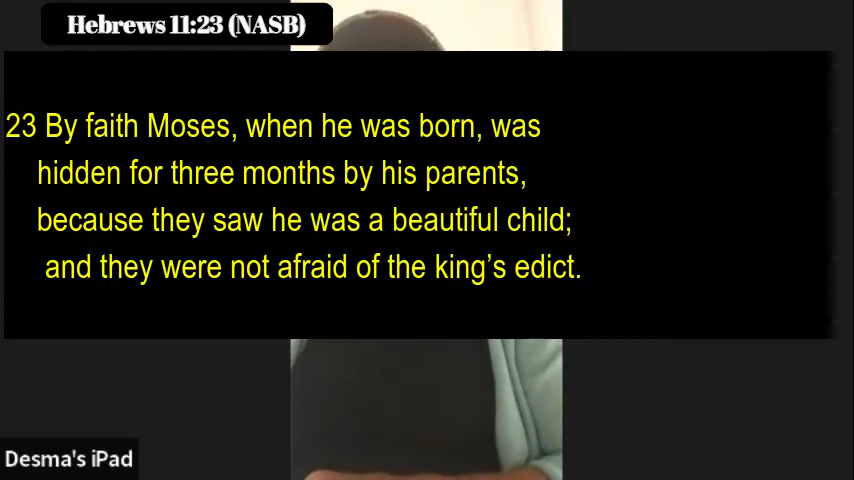 Hebrews 11:23 (NASB)
23 By faith Moses, when he was born, was
hidden for three months by his parents,
because they saw he was a beautiful child;
and they were not afraid of the king’s edict.
Desma's iPad